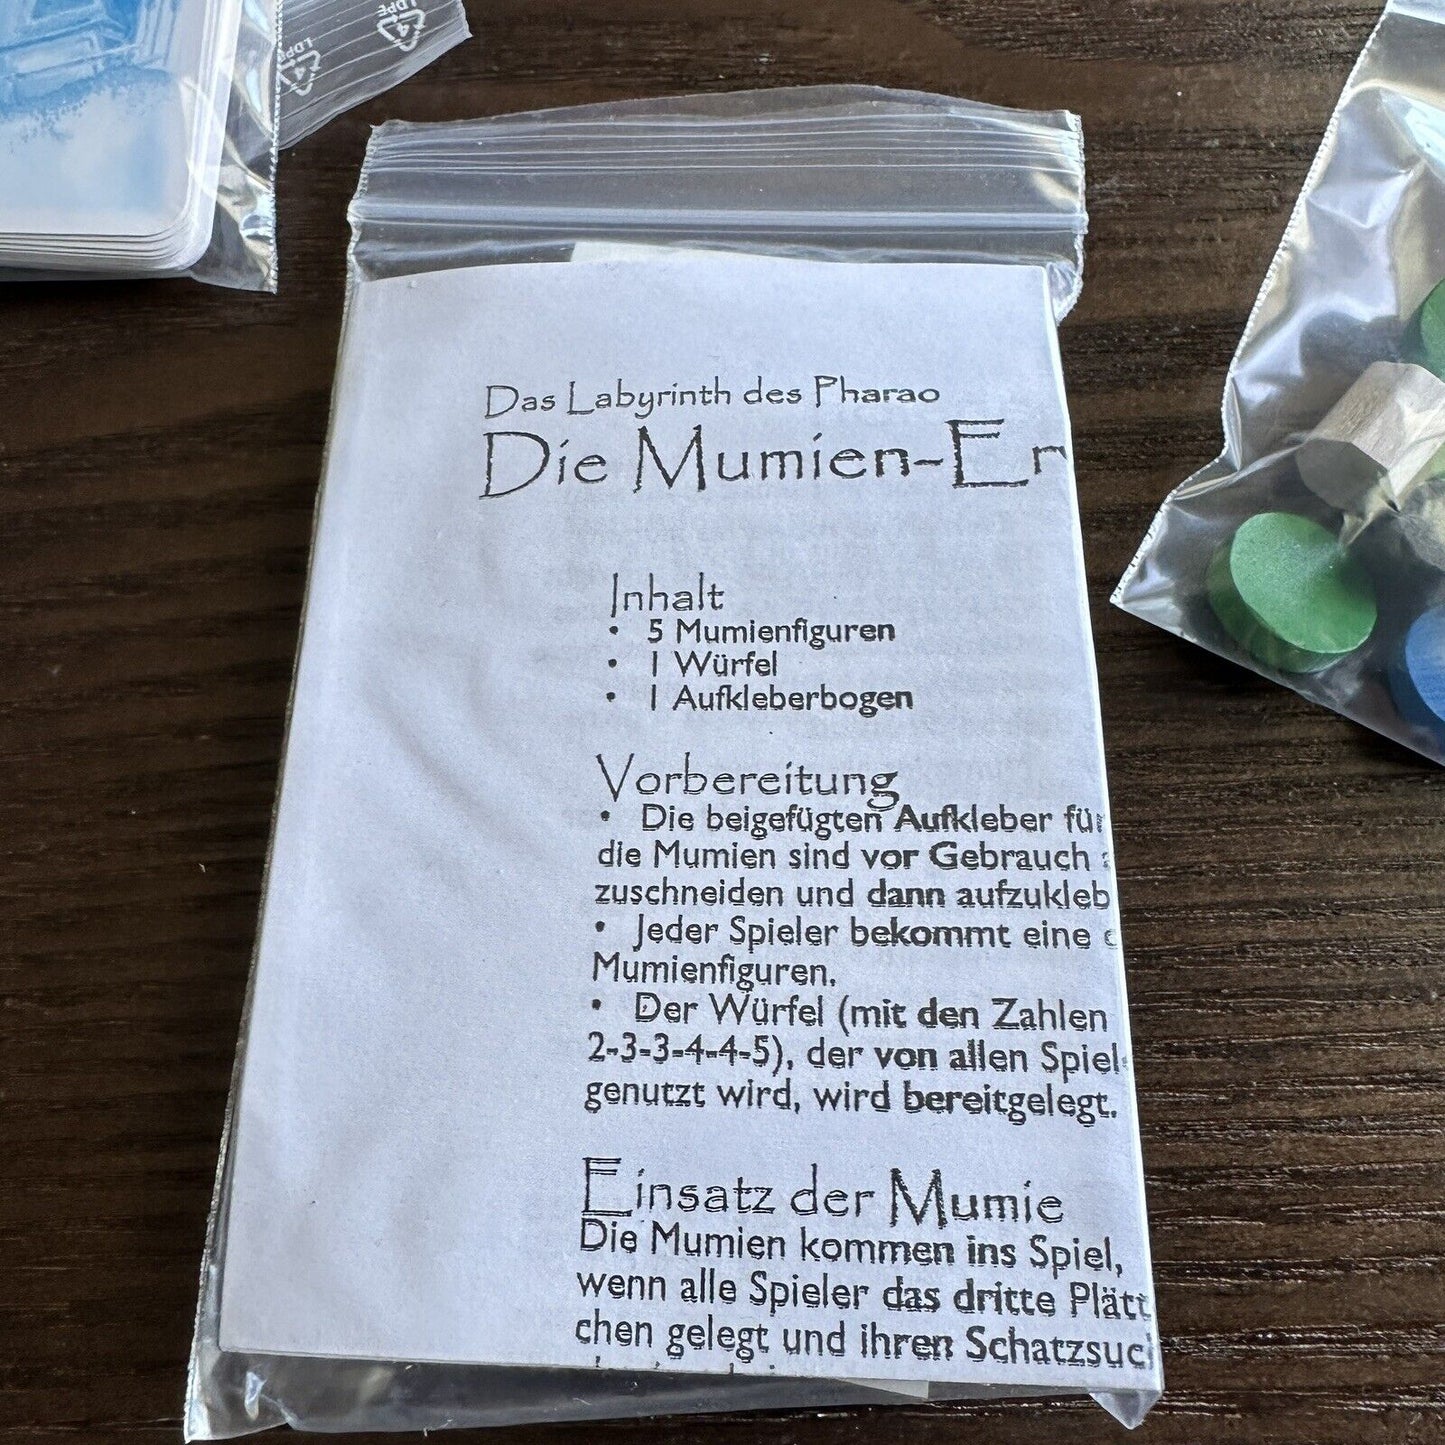 LDPE
4
LDPE
4
Das Labyrinth des Pharao
Die Mumien-Er
Inhalt
• 5 Mumienfiguren
• 1 Würfel
• 1 Aufkleberbogen
Vorbereitung
• Die beigefügten Aufkleber für
die Mumien sind vor Gebrauch
zuschneiden und dann aufzukleb
• Jeder Spieler bekommt eine
Mumienfiguren.
• Der Würfel (mit den Zahlen
2-3-3-4-4-5), der von allen Spiel
genutzt wird, wird bereitgelegt.
Einsatz der Mumie
Die Mumien kommen ins Spiel,
wenn alle Spieler das dritte Plätt
chen gelegt und ihren Schatzsuc